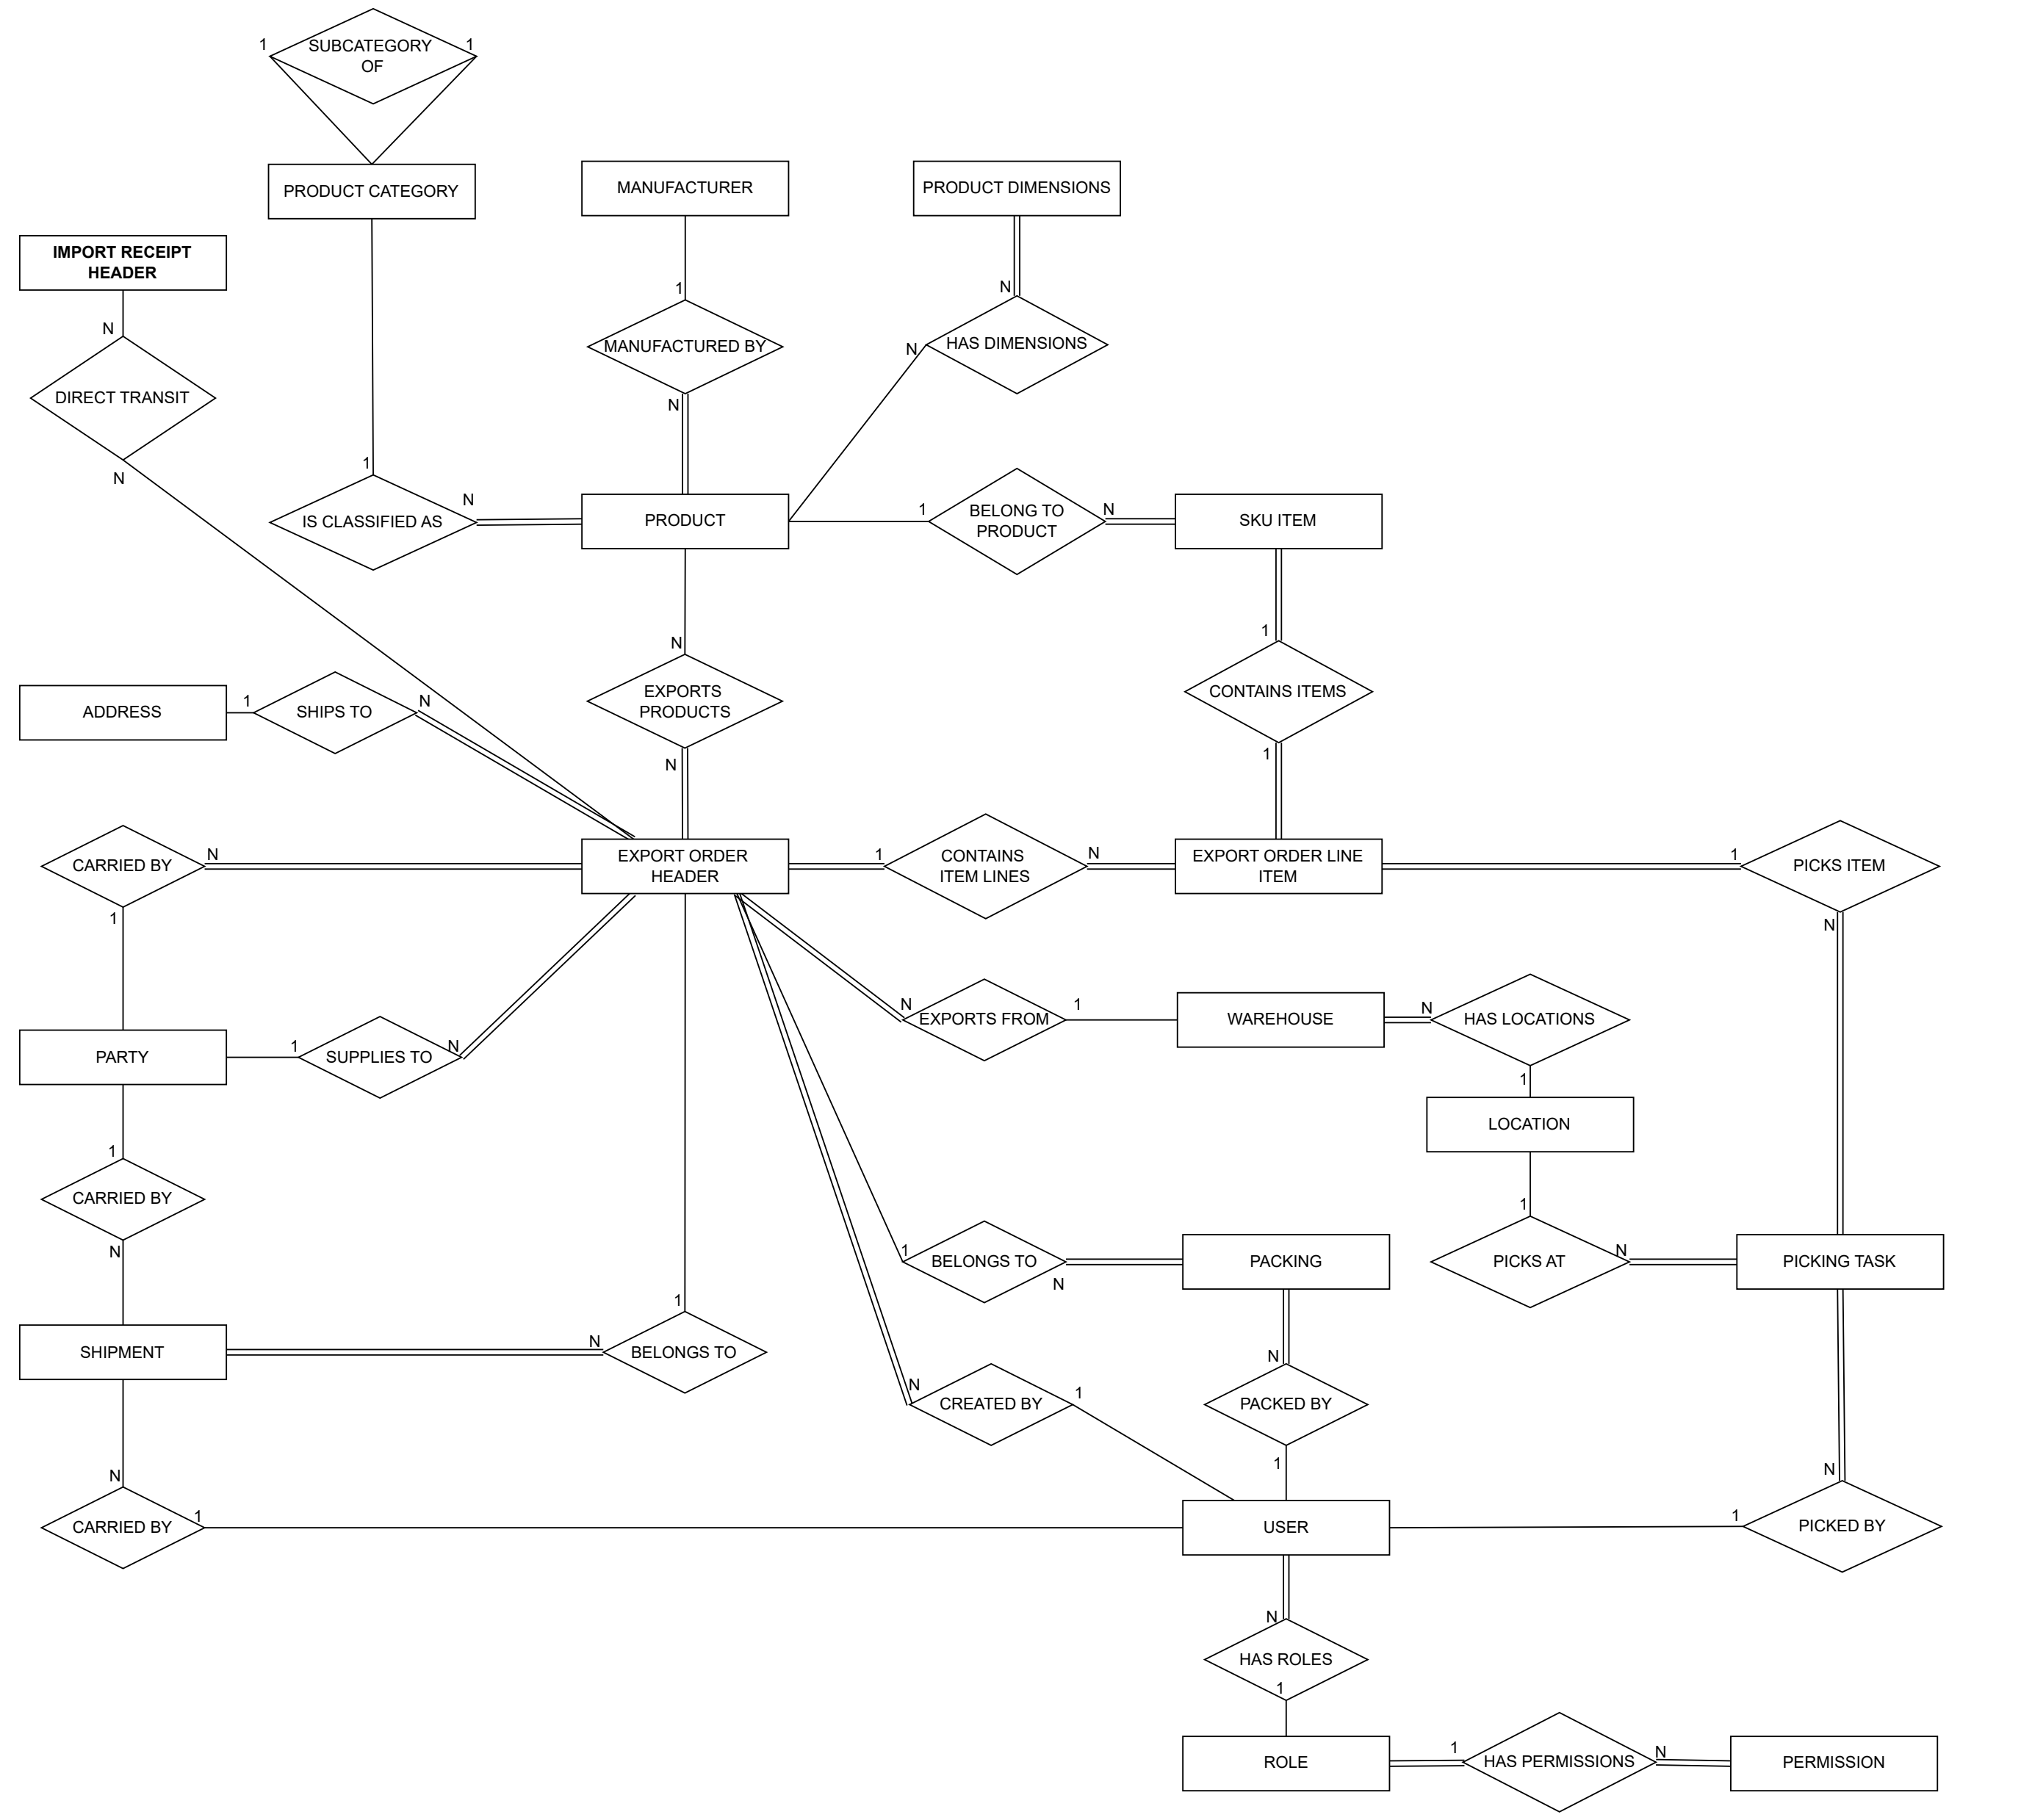 1
1
SUBCATEGORY
OF
PRODUCT CATEGORY
MANUFACTURER
PRODUCT DIMENSIONS
IMPORT RECEIPT
HEADER
1
N
N
MANUFACTURED BY
N
HAS DIMENSIONS
DIRECT TRANSIT
N
1
N
N
IS CLASSIFIED AS
PRODUCT
1
BELONG TO
PRODUCT
N
SKU ITEM
N
1
EXPORTS
PRODUCTS
CONTAINS ITEMS
ADDRESS
1
SHIPS TO
N
N
1
CARRIED BY
N
EXPORT ORDER
HEADER
1
CONTAINS
ITEM LINES
N
EXPORT ORDER LINE
ITEM
1
PICKS ITEM
1
N
N
EXPORTS FROM
1
WAREHOUSE
N
HAS LOCATIONS
PARTY
1
SUPPLIES TO
N
1
LOCATION
1
CARRIED BY
N
1
1
BELONGS TO
N
PACKING
PICKS AT
N
PICKING TASK
1
SHIPMENT
N
BELONGS TO
N
N
CREATED BY
1
PACKED BY
1
N
N
CARRIED BY
1
USER
1
PICKED BY
N
HAS ROLES
1
ROLE
1
HAS PERMISSIONS
N
PERMISSION